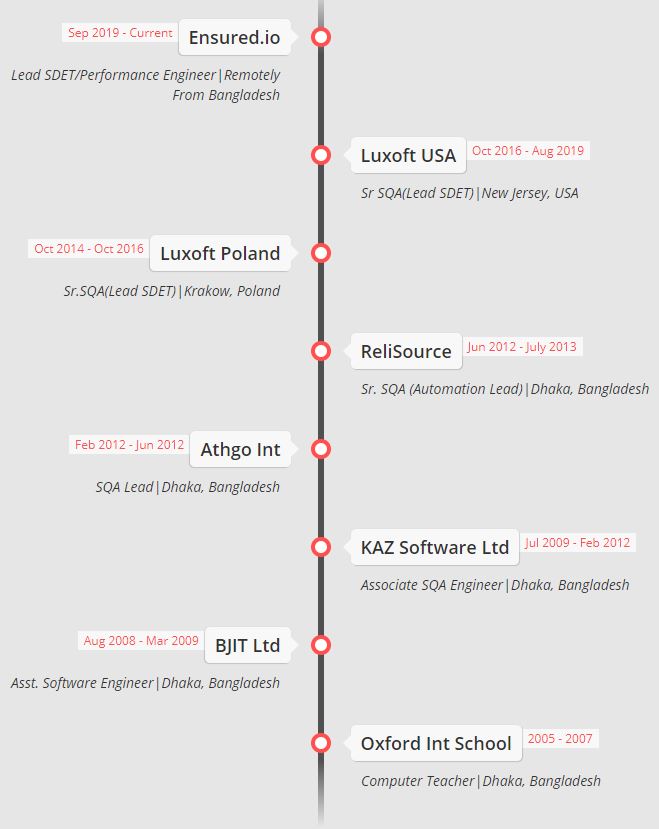 Sep 2019 - Current Ensured.io
Lead SDET/Performance Engineer|Remotely
From Bangladesh
Luxoft USA Oct 2016 - Aug 2019
Sr SQA(Lead SDET)|New Jersey, USA
Oct 2014 - Oct 2016 Luxoft Poland
Sr.SQA(Lead SDET)|Krakow, Poland
ReliSource Jun 2012 - July 2013
Sr. SQA (Automation Lead)|Dhaka, Bangladesh
Feb 2012 - Jun 2012 Athgo Int
SQA Lead|Dhaka, Bangladesh
KAZ Software Ltd Jul 2009 - Feb 2012
Associate SQA Engineer|Dhaka, Bangladesh
Aug 2008 - Mar 2009 BJIT Ltd
Asst. Software Engineer|Dhaka, Bangladesh
Oxford Int School 2005 - 2007
Computer Teacher|Dhaka, Bangladesh